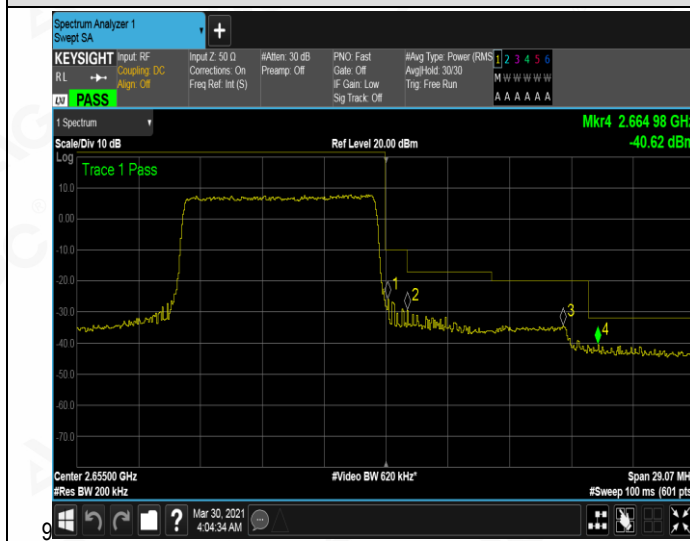 Spectrum Analyzer 1
Swept SA
+
KEYSIGHT
R L
LXI PASS
Input: RF
Coupling: DC
Align: Off
Input Z: 50 Ω
Corrections: On
Freq Ref: Int (S)
#Atten: 30 dB
Preamp: Off
PNO: Fast
Gate: Off
IF Gain: Low
Sig Track: Off
#Avg Type: Power (RMS
Avg|Hold: 30/30
Trig: Free Run
1 2 3 4 5 6
M W W W W W
A A A A A A
1 Spectrum
Scale/Div 10 dB
Ref Level 20.00 dBm
Mkr4 2.664 98 GHz
-40.62 dBm
Log
Trace 1 Pass
10.0
0.00
-10.0
-20.0
-30.0
-40.0
-50.0
-60.0
-70.0
1
2
3
4
Center 2.65500 GHz
#Res BW 200 kHz
#Video BW 620 kHz*
Span 29.07 MH
#Sweep 100 ms (601 pts
9
?
Mar 30, 2021
4:04:34 AM